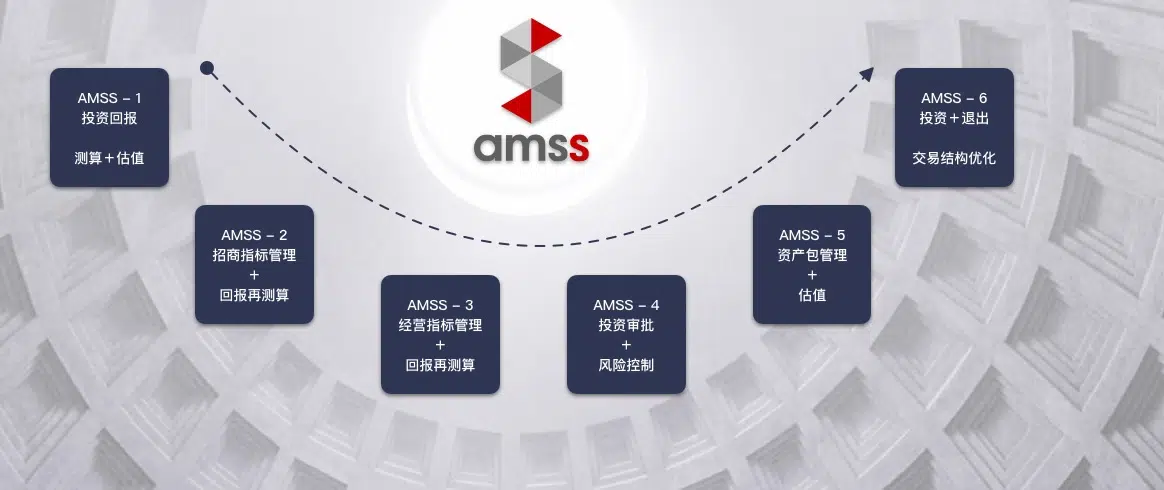 amss
AMSS – 1
投资回报
测算＋估值
AMSS – 2
招商指标管理
＋
回报再测算
AMSS – 3
经营指标管理
＋
回报再测算
AMSS – 4
投资审批
＋
风险控制
AMSS – 5
资产包管理
＋
估值
AMSS – 6
投资＋退出
交易结构优化